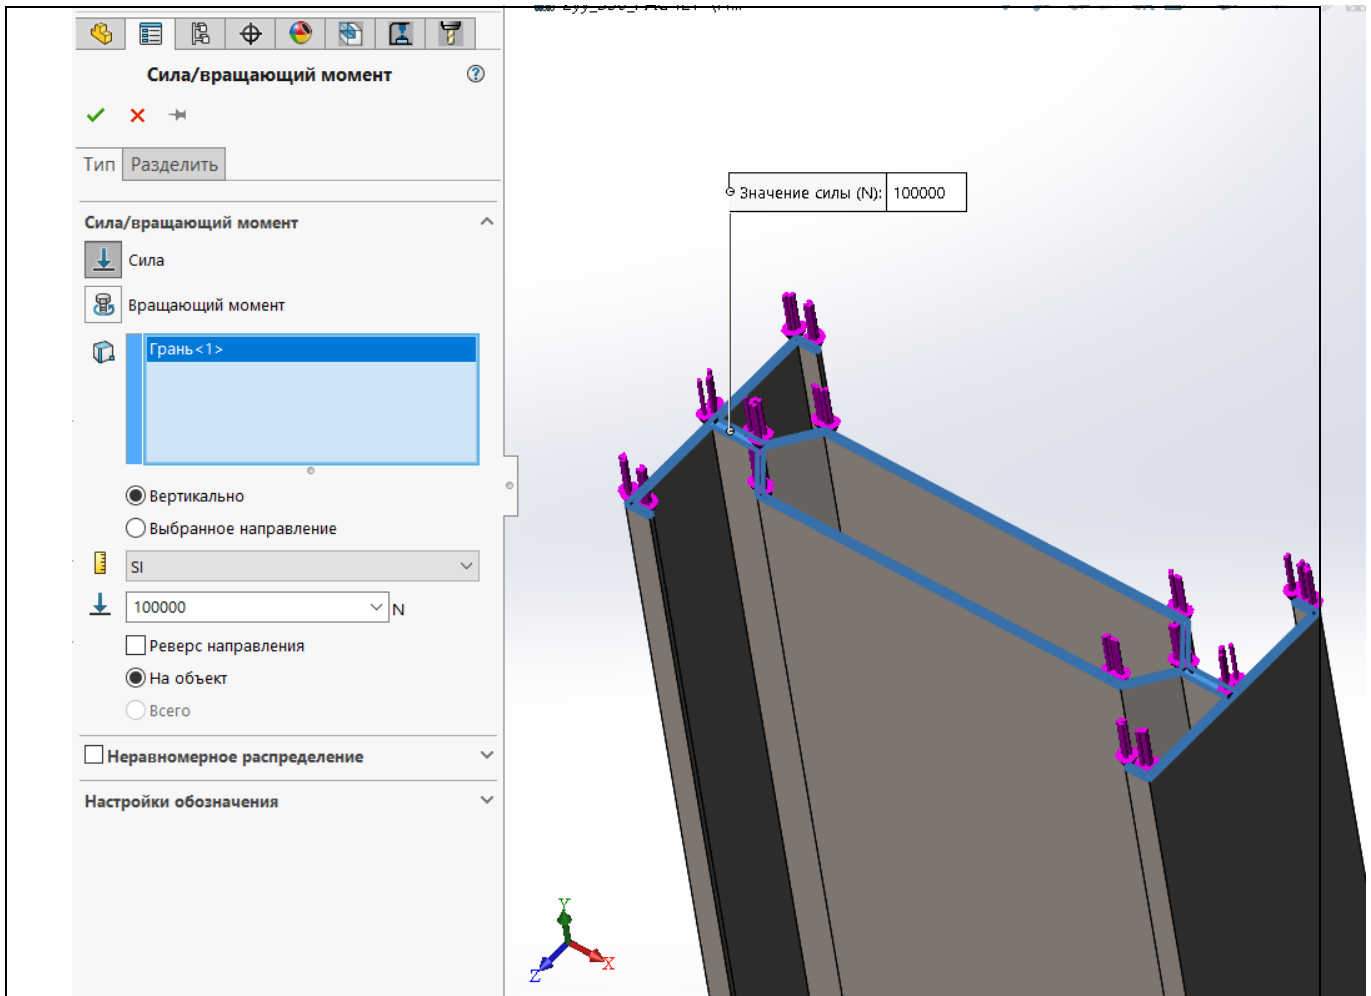 Сила/вращающий момент
Тип Разделить
Сила/вращающий момент
Сила
Вращающий момент
Грань<1>
Вертикально
Выбранное направление
SI
100000 N
Реверс направления
На объект
Всего
Неравномерное распределение
Настройки обозначения
Значение силы (N): 100000
Y
X
Z